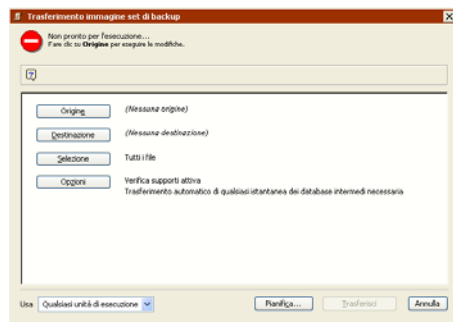 Trasferimento immagine set di backup
Non pronto per l'esecuzione...
Fare clic su Origine per eseguire le modifiche.
Origine
(Nessuna origine)
Destinazione
(Nessuna destinazione)
Selezione
Tutti i file
Opzioni
Verifica supporti attiva
Trasferimento automatico di qualsiasi istantanea dei database intermedi necessaria
Usa Qualsiasi unità di esecuzione
Pianifica... Trasferisci Annulla